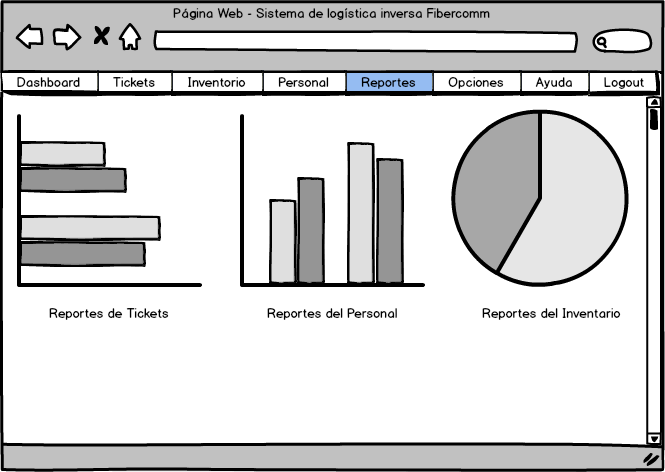 Página Web - Sistema de logística inversa Fibercomm
Dashboard
Tickets
Inventorio
Personal
Reportes
Opciones
Ayuda
Logout
Reportes de Tickets
Reportes del Personal
Reportes del Inventario